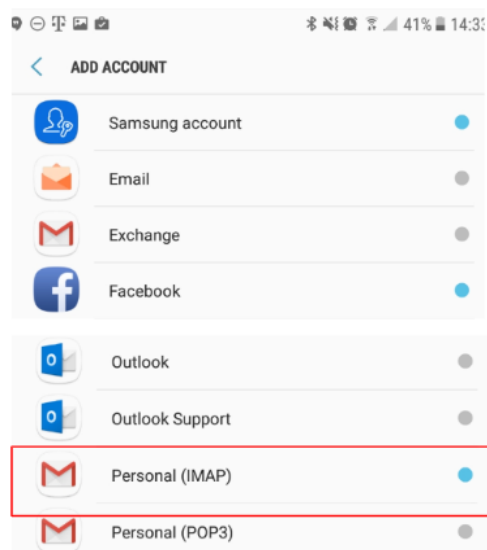 41% 14:33
ADD ACCOUNT
Samsung account
Email
Exchange
Facebook
Outlook
Outlook Support
Personal (IMAP)
Personal (POP3)